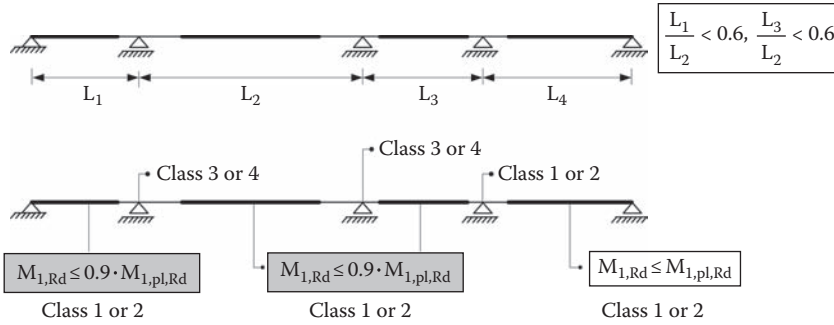 L₁/L₂ < 0.6, L₃/L₂ < 0.6
L₁ L₂ L₃ L₄
Class 3 or 4
Class 3 or 4
Class 1 or 2
M₁,Rd ≤ 0.9 · M₁,pl,Rd
M₁,Rd ≤ 0.9 · M₁,pl,Rd
M₁,Rd ≤ M₁,pl,Rd
Class 1 or 2
Class 1 or 2
Class 1 or 2